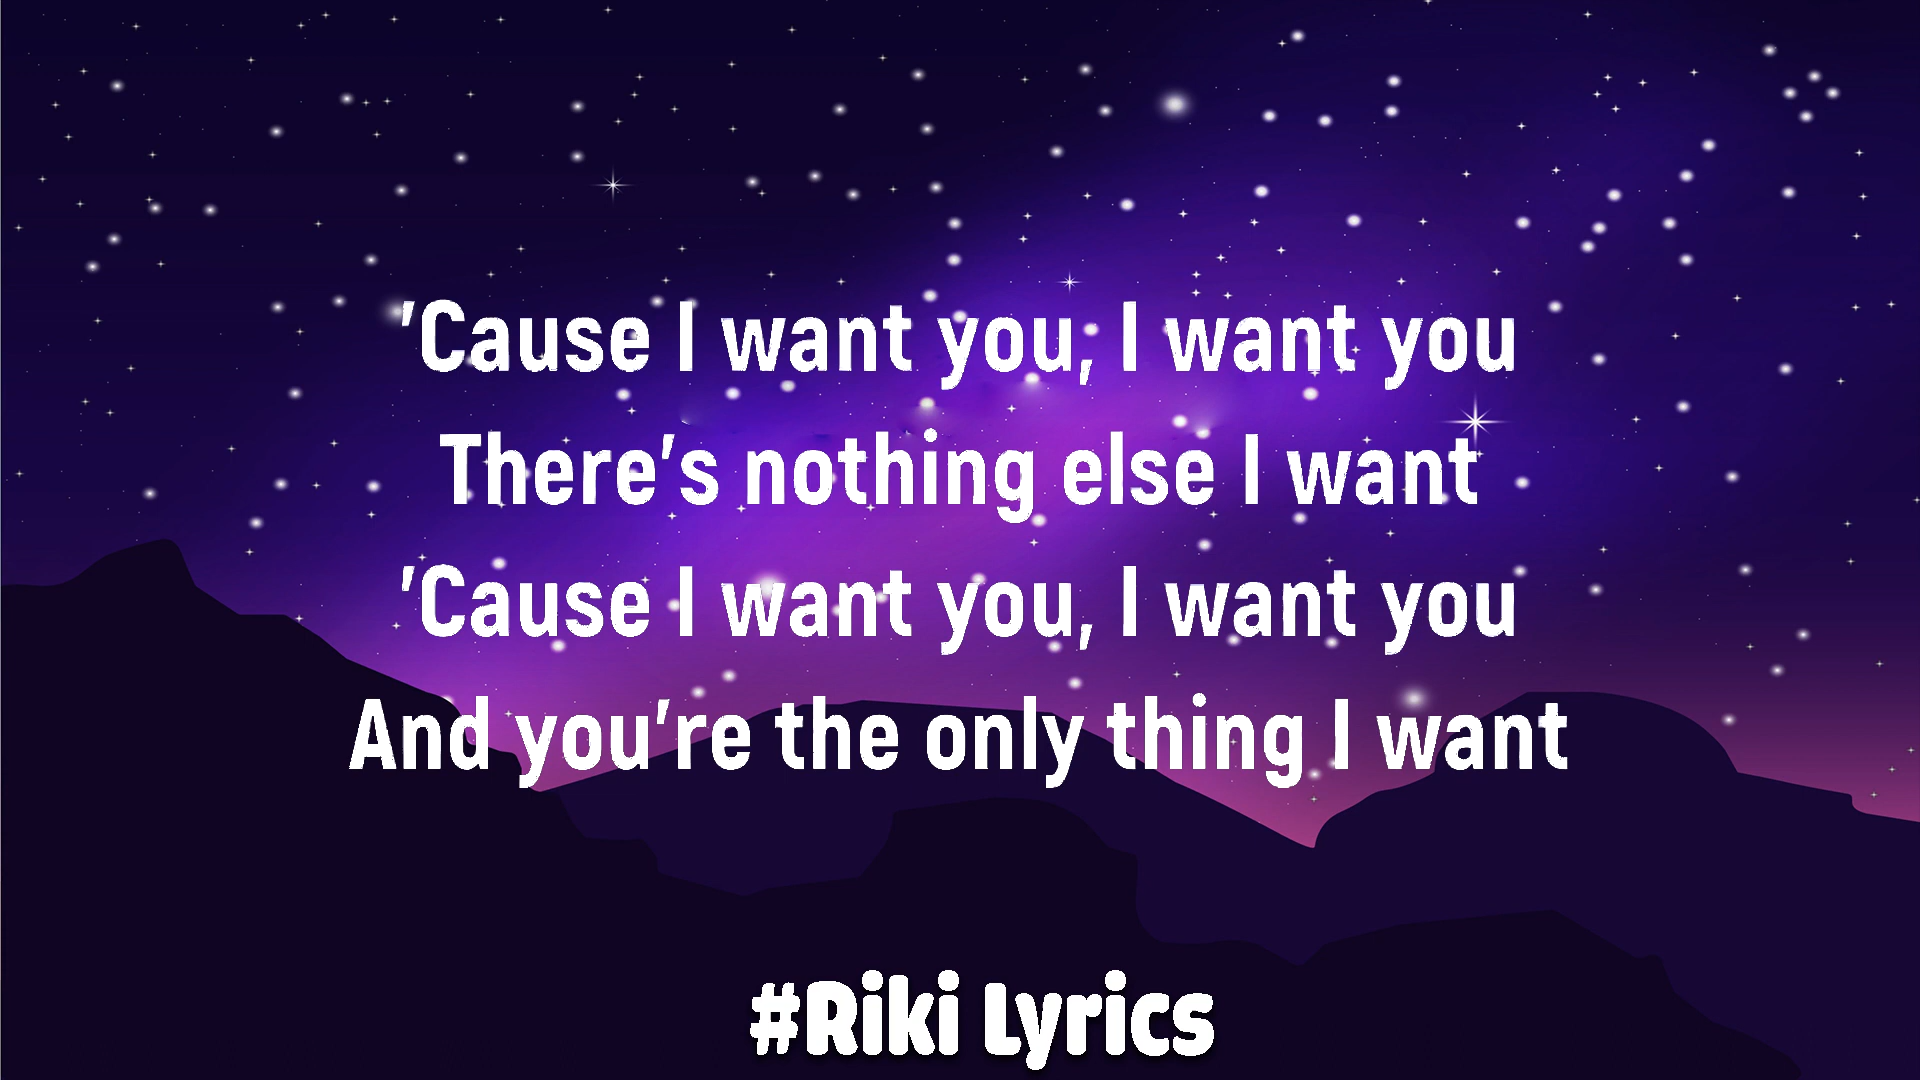 'Cause I want you, I want you
There's nothing else I want
'Cause I want you, I want you
And you're the only thing I want
#Riki Lyrics